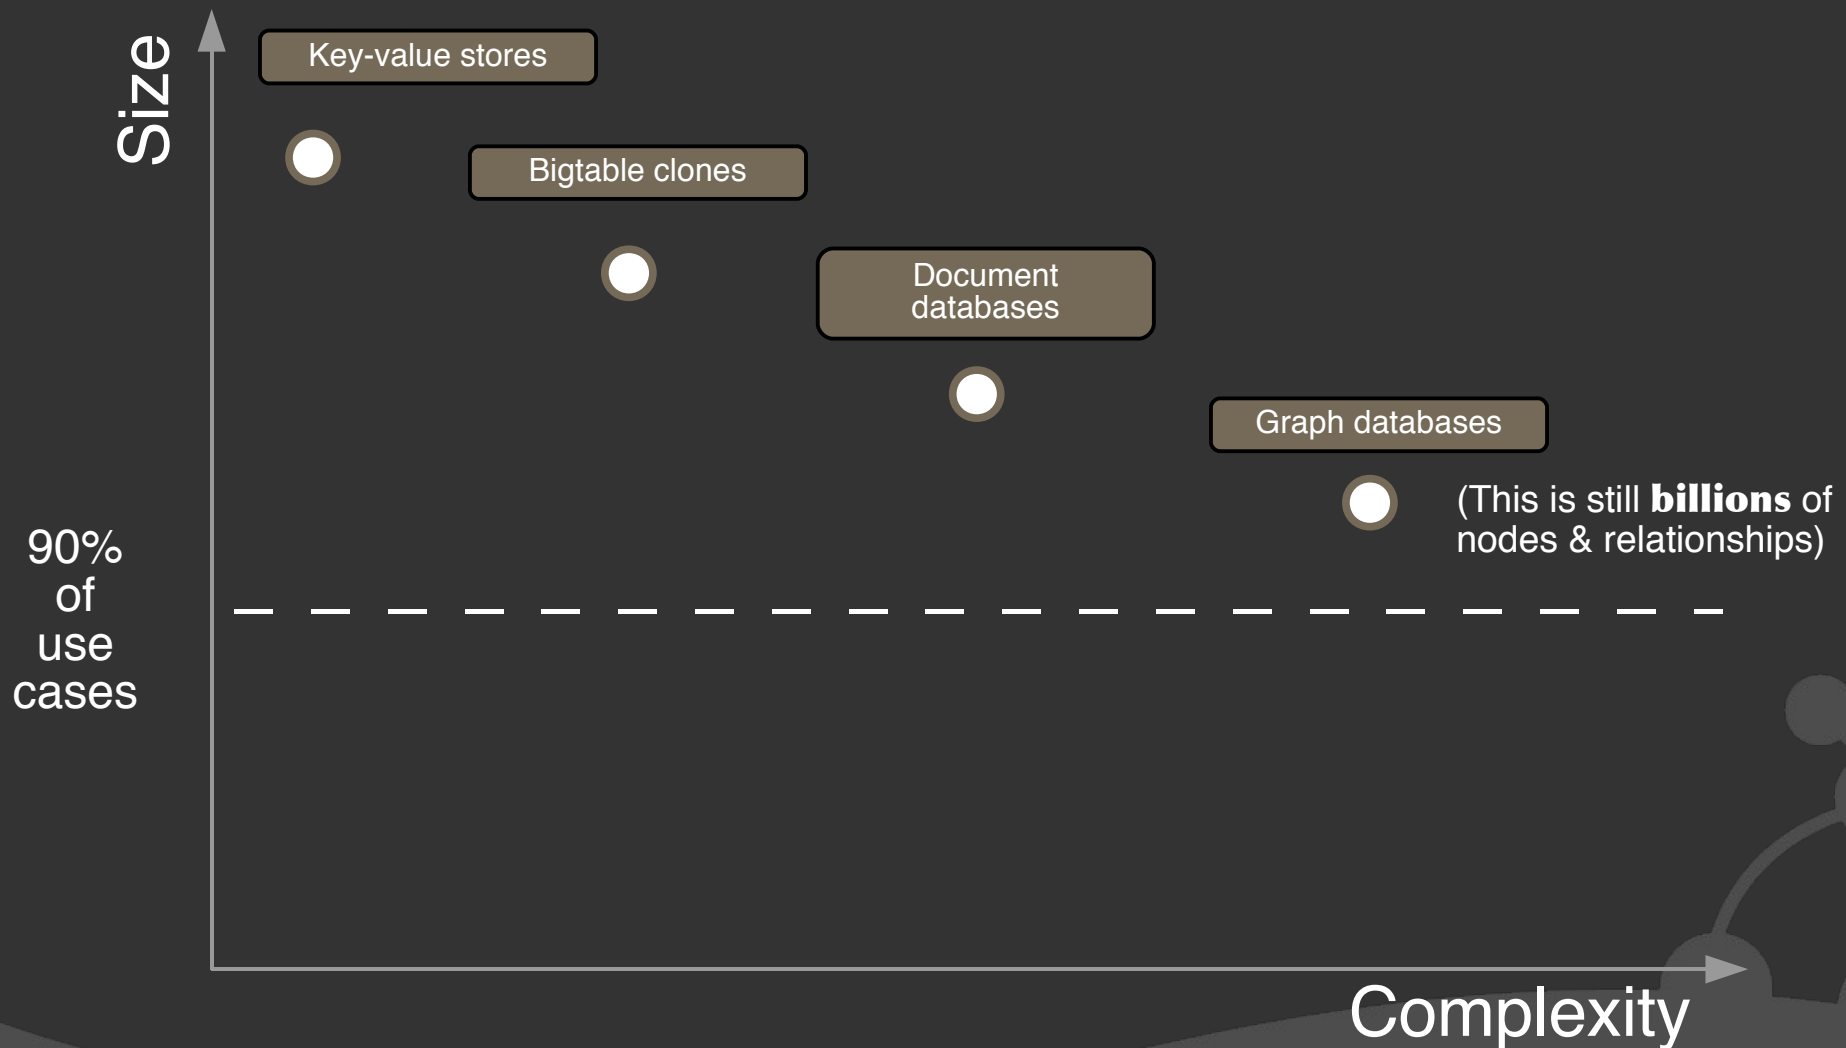 Size
Key-value stores
Bigtable clones
Document
databases
Graph databases
(This is still billions of
nodes & relationships)
90%
of
use
cases
Complexity